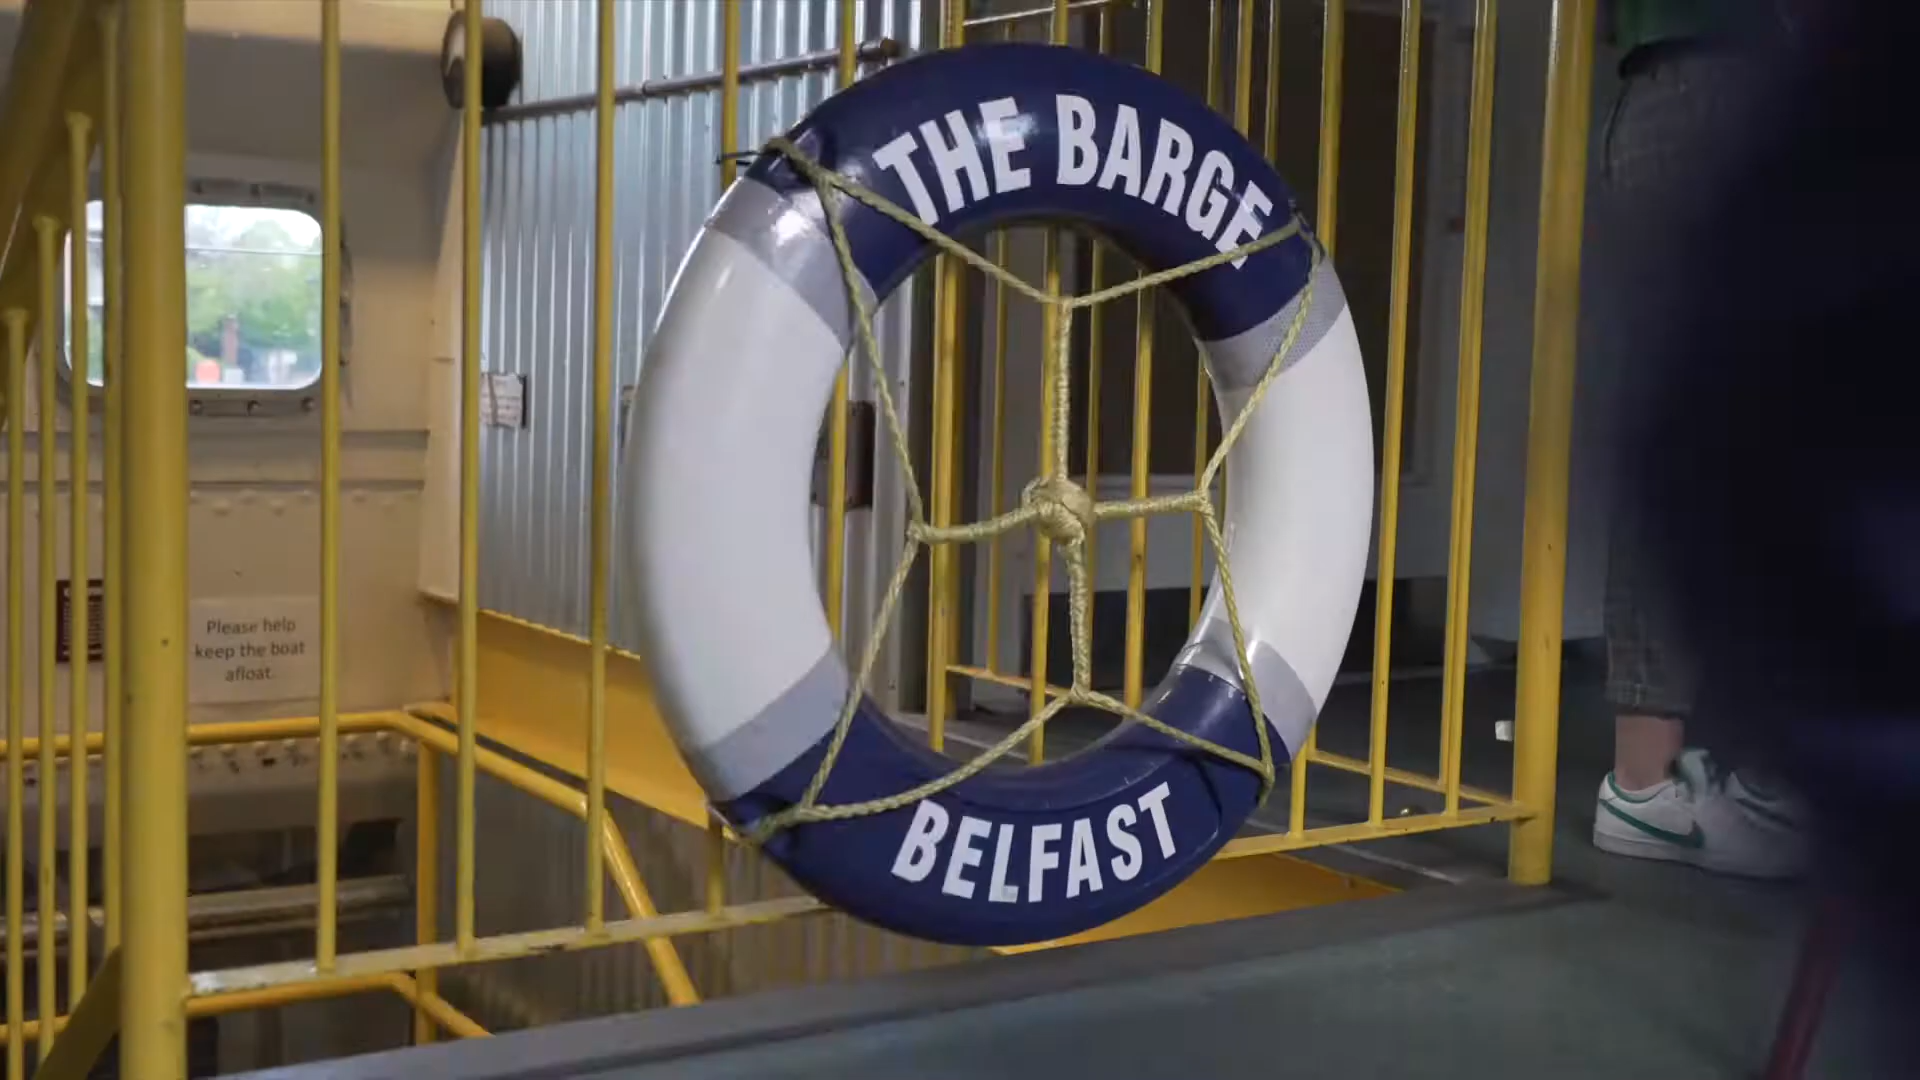 THE BARGE
BELFAST
Please help
keep the boat
afloat.